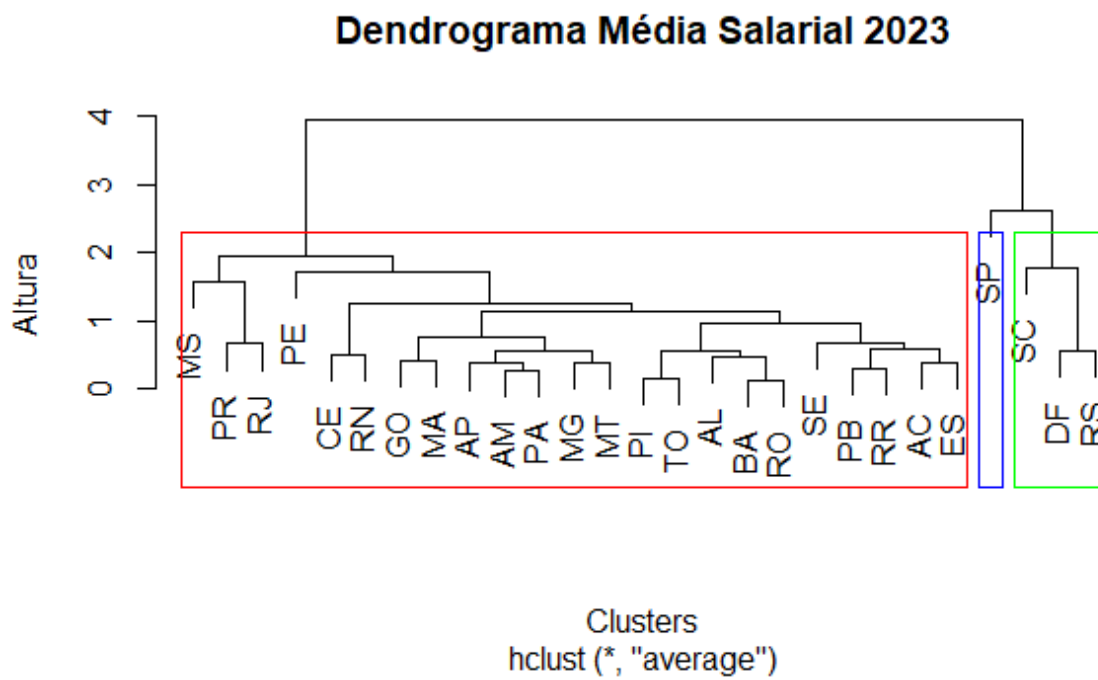 Dendrograma Média Salarial 2023
Altura
4
3
2
1
0
MS
PR
RJ
PE
CE
RN
GO
MA
AP
AM
PA
MG
MT
PI
TO
AL
BA
RO
SE
PB
RR
AC
ES
SP
SC
DF
RS
Clusters
hclust (*, "average")